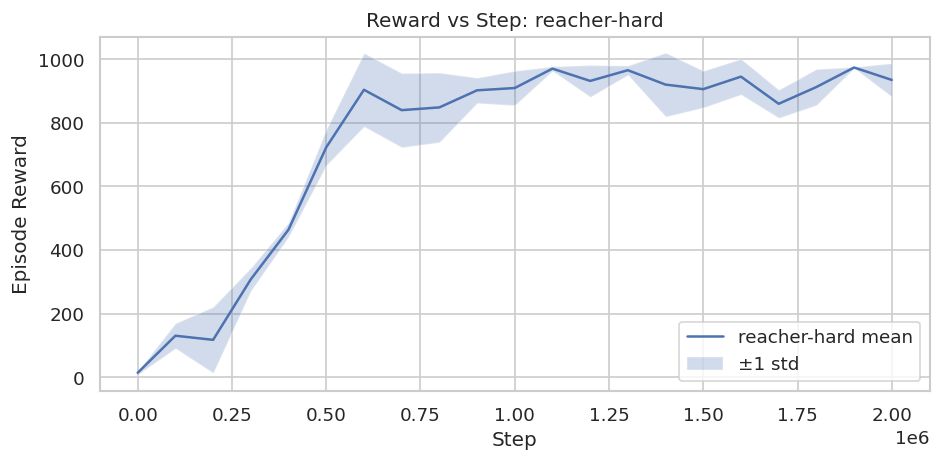 Reward vs Step: reacher-hard
1000
800
600
400
200
0
Episode Reward
reacher-hard mean
±1 std
0.00 0.25 0.50 0.75 1.00 1.25 1.50 1.75 2.00
1e6
Step